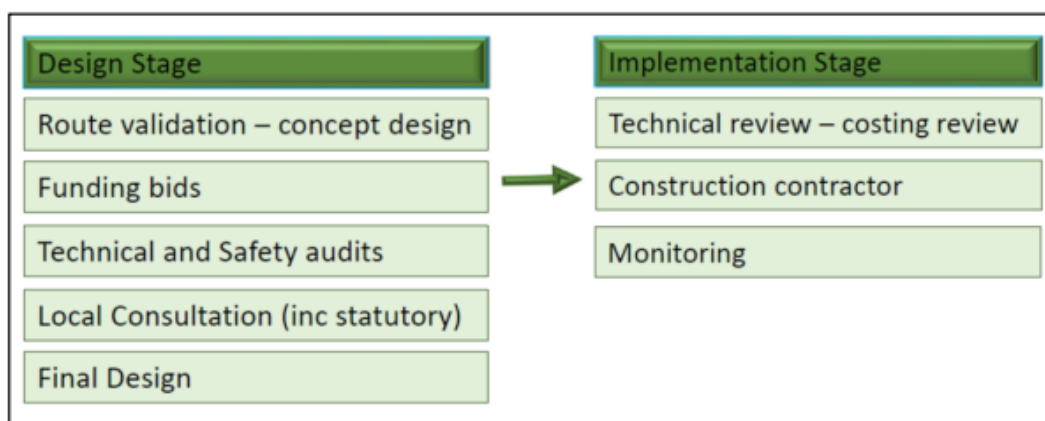 Design Stage
Route validation – concept design
Funding bids
Technical and Safety audits
Local Consultation (inc statutory)
Final Design
Implementation Stage
Technical review – costing review
Construction contractor
Monitoring